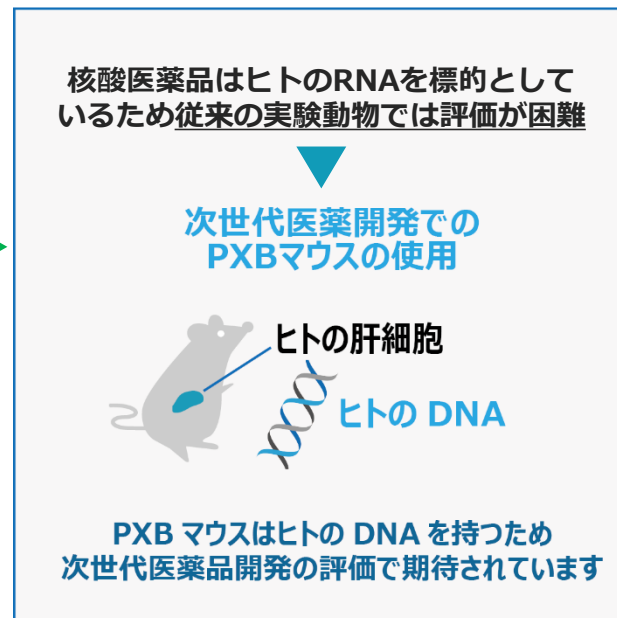 核酸医薬品はヒトのRNAを標的として
いるため従来の実験動物では評価が困難
次世代医薬開発での
PXBマウスの使用
ヒトの肝細胞
ヒトの DNA
PXB マウスはヒトの DNA を持つため
次世代医薬品開発の評価で期待されています